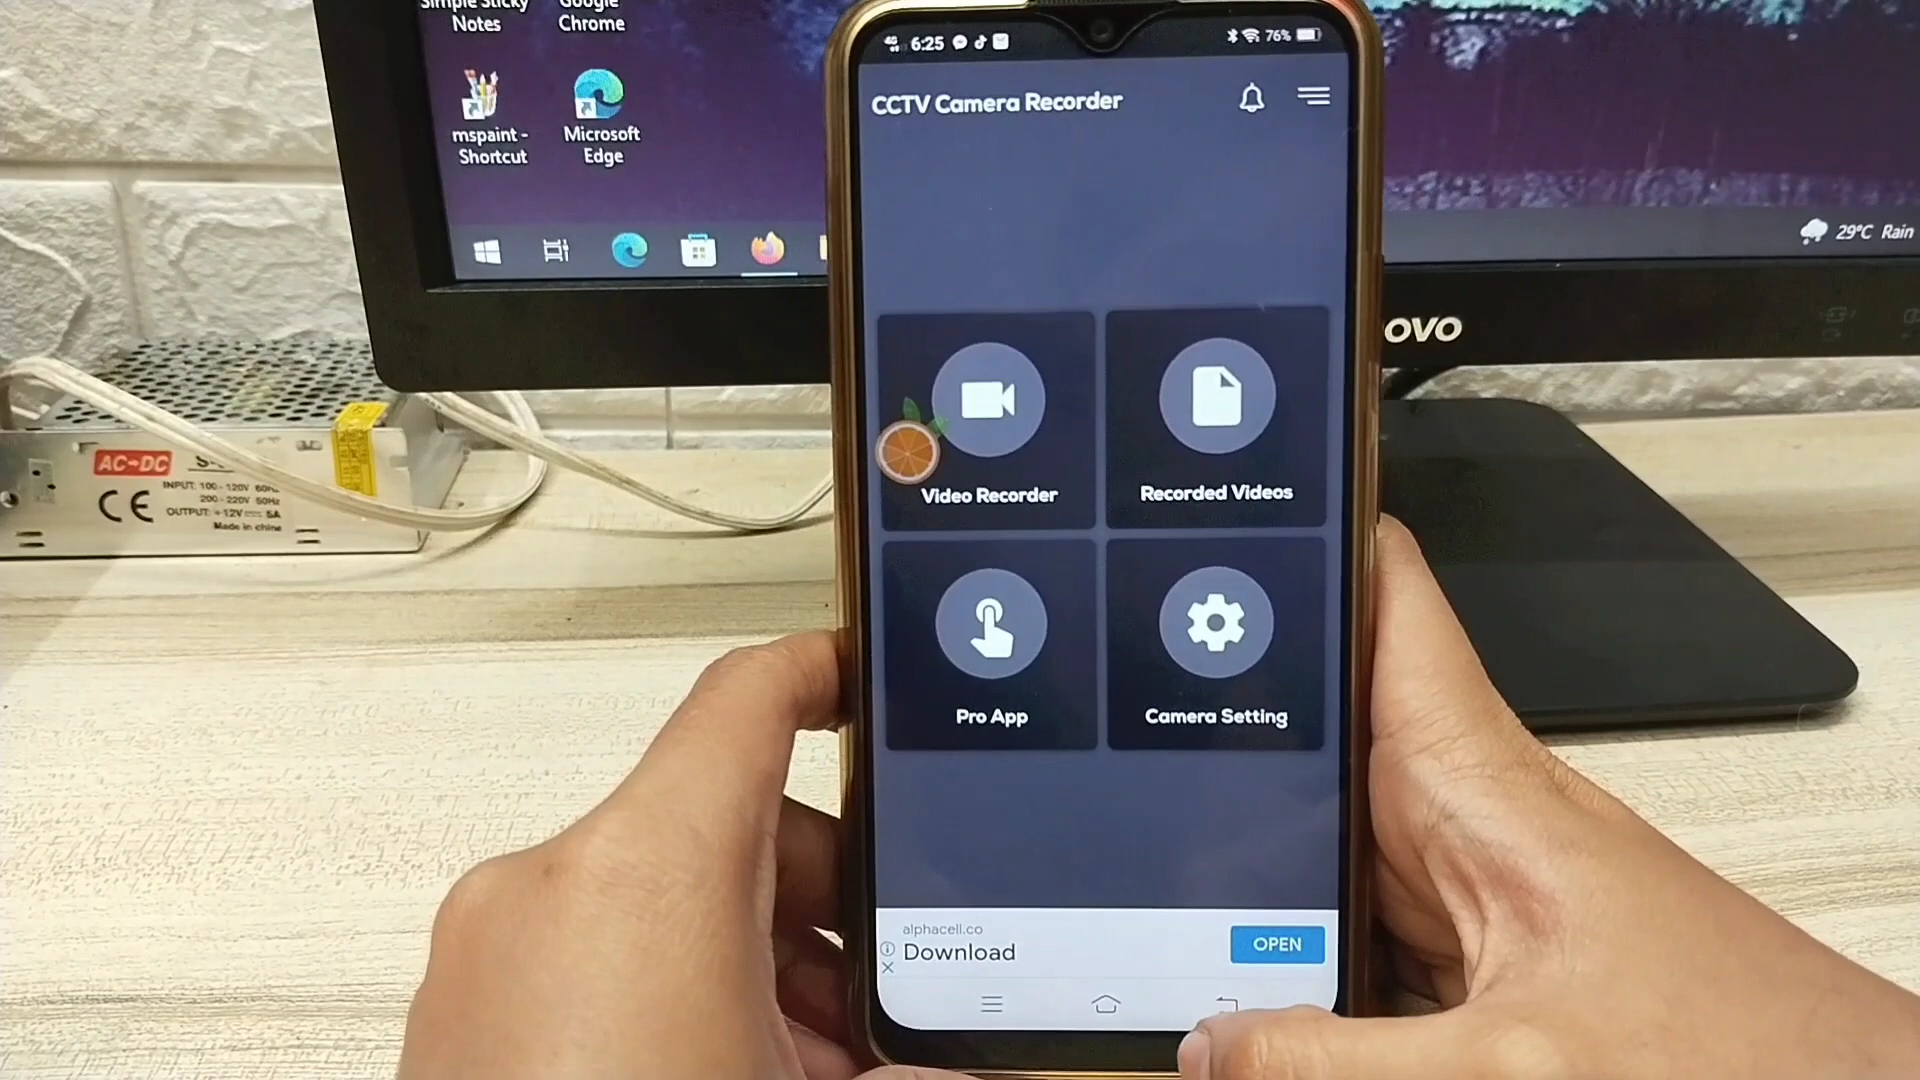 Simple Sticky
Notes
Google
Chrome
mspaint -
Shortcut
Microsoft
Edge
29°C Rain
OVO
AC-DC
CE
INPUT: 100-120V 60Hz
200-220V 50Hz
OUTPUT: +12V 5A
Made in china
4G
6:25
76%
CCTV Camera Recorder
Video Recorder
Recorded Videos
Pro App
Camera Setting
alphacell.co
Download
OPEN